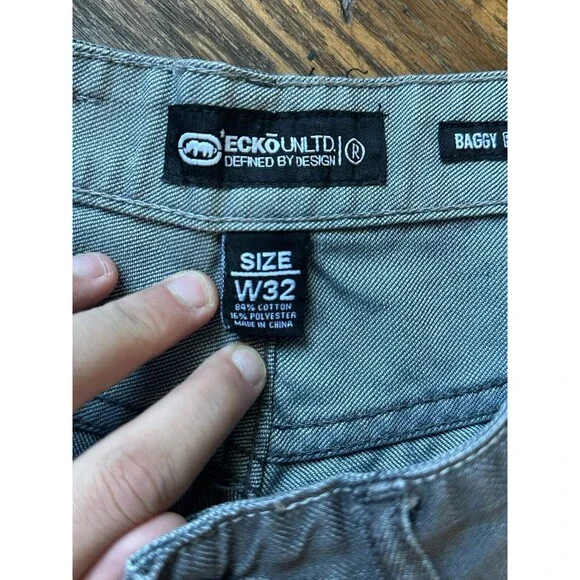 ECKŌUNLTD.
DEFINED BY DESIGN
®
BAGGY
SIZE
W32
84% COTTON
16% POLYESTER
MADE IN CHINA